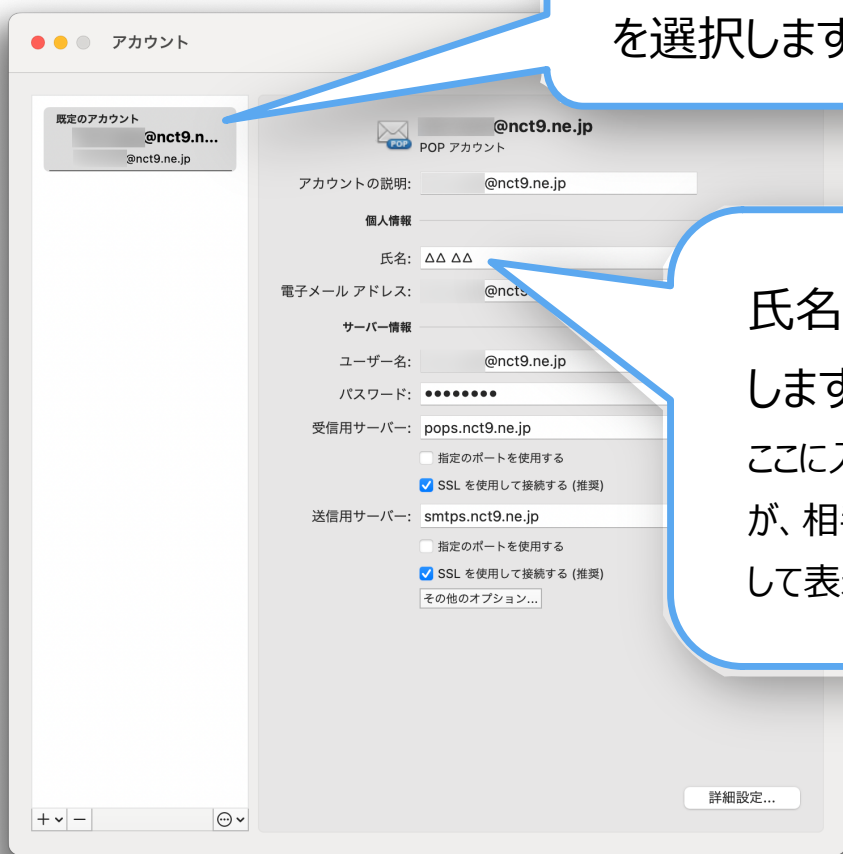 アカウント
を選択します
既定のアカウント
@nct9.n...
@nct9.ne.jp
@nct9.ne.jp
POP
POP アカウント
アカウントの説明: @nct9.ne.jp
個人情報
氏名: ΔΔ ΔΔ
電子メール アドレス: @nct9
サーバー情報
ユーザー名: @nct9.ne.jp
パスワード: ●●●●●●●●
受信用サーバー: pops.nct9.ne.jp
指定のポートを使用する
SSL を使用して接続する (推奨)
送信用サーバー: smtps.nct9.ne.jp
指定のポートを使用する
SSL を使用して接続する (推奨)
その他のオプション...
氏名
します
ここに入
が、相
して表
詳細設定...